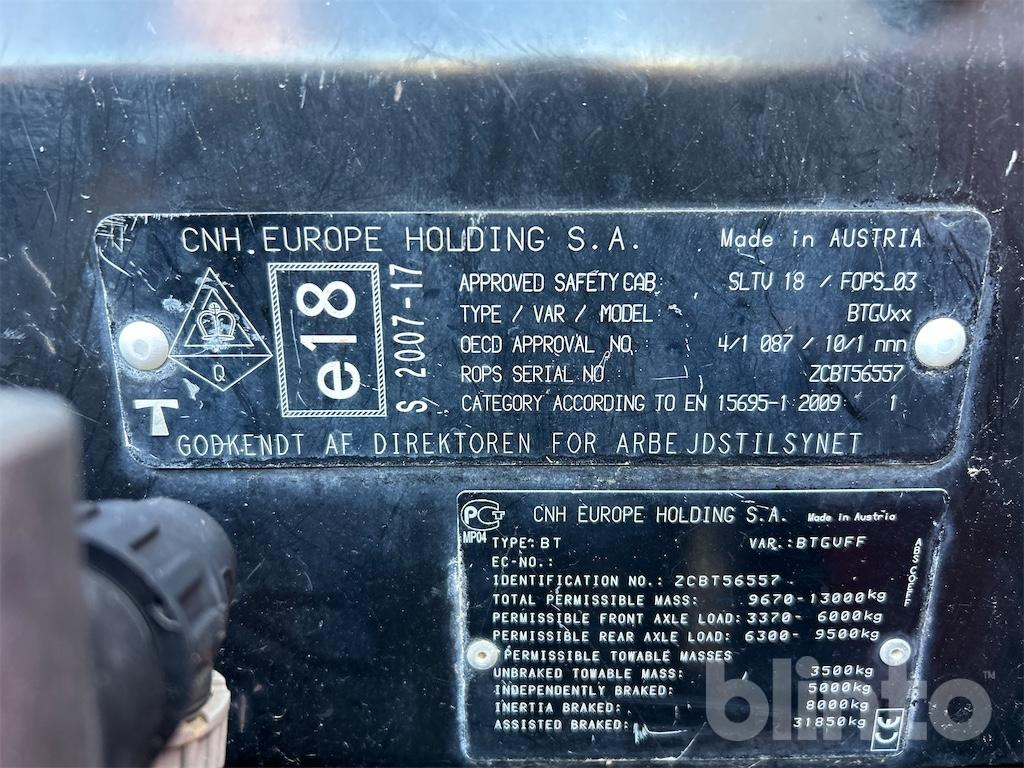 CNH EUROPE HOLDING S.A. Made in AUSTRIA
APPROVED SAFETY CAB SLTV 18 / FOPS_03
TYPE / VAR / MODEL BTGVxx
OECD APPROVAL NO 4/1 087 / 10/1 nnn
ROPS SERIAL NO ZCBT56557
CATEGORY ACCORDING TO EN 15695-1 2009: 1
Q
e18
S 2007-17
GODKENDT AF DIREKTOREN FOR ARBEJDSTILSYNET
CNH EUROPE HOLDING S.A. Made in Austria
MP04
TYPE: BT VAR.: BTGVFF
EC-NO.:
IDENTIFICATION NO.: ZCBT56557
TOTAL PERMISSIBLE MASS: 9670-13000kg
PERMISSIBLE FRONT AXLE LOAD: 3370- 6000kg
PERMISSIBLE REAR AXLE LOAD: 6300- 9500kg
PERMISSIBLE TOWABLE MASSES
UNBRAKED TOWABLE MASS: 3500kg
INDEPENDENTLY BRAKED: 5000kg
INERTIA BRAKED: 8000kg
ASSISTED BRAKED: 31850kg
CE
blinto™